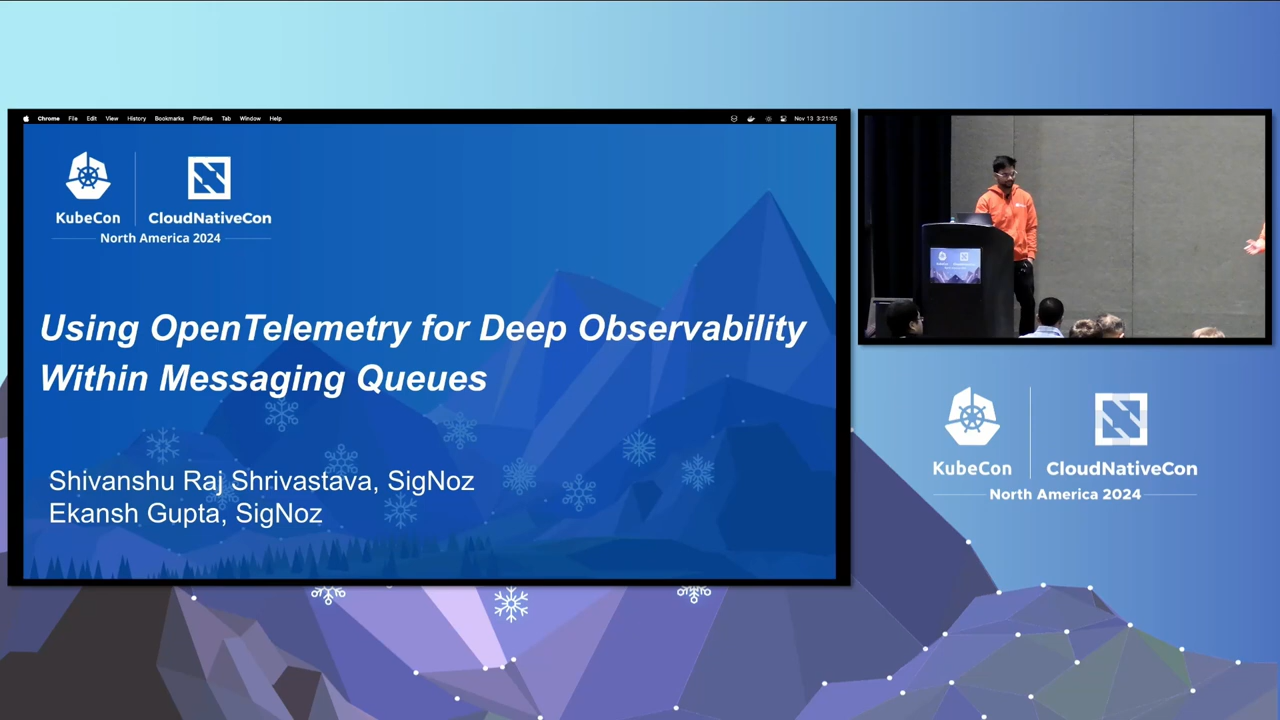 Chrome File Edit View History Bookmarks Profiles Tab Window Help Nov 13 3:21:05
KubeCon CloudNativeCon
North America 2024
Using OpenTelemetry for Deep Observability
Within Messaging Queues
Shivanshu Raj Shrivastava, SigNoz
Ekansh Gupta, SigNoz
KubeCon CloudNativeCon
North America 2024